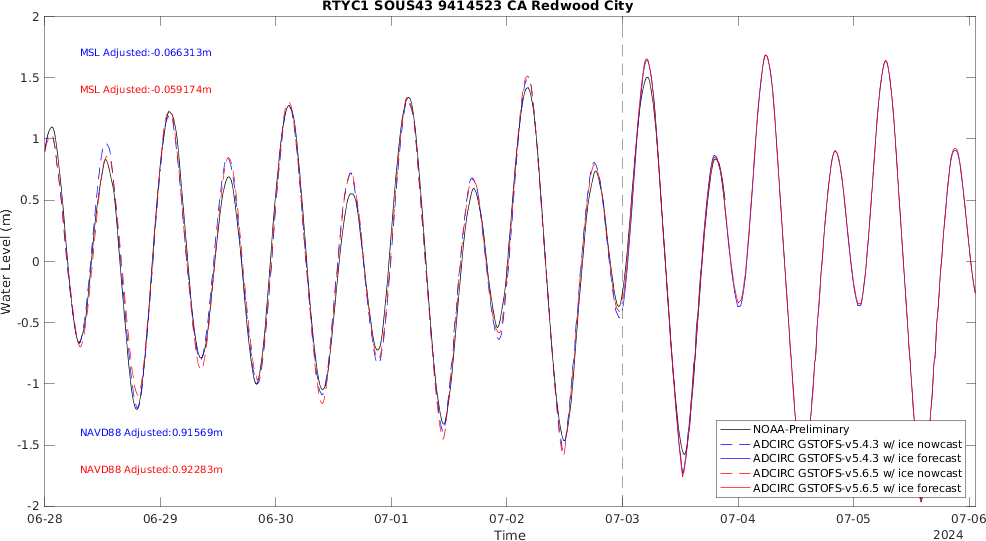 RTYC1 SOUS43 9414523 CA Redwood City
2
1.5
1
0.5
0
-0.5
-1
-1.5
-2
Water Level (m)
MSL Adjusted:-0.066313m
MSL Adjusted:-0.059174m
NAVD88 Adjusted:0.91569m
NAVD88 Adjusted:0.92283m
NOAA-Preliminary
ADCIRC GSTOFS-v5.4.3 w/ ice nowcast
ADCIRC GSTOFS-v5.4.3 w/ ice forecast
ADCIRC GSTOFS-v5.6.5 w/ ice nowcast
ADCIRC GSTOFS-v5.6.5 w/ ice forecast
06-28 06-29 06-30 07-01 07-02 07-03 07-04 07-05 07-06
Time
2024